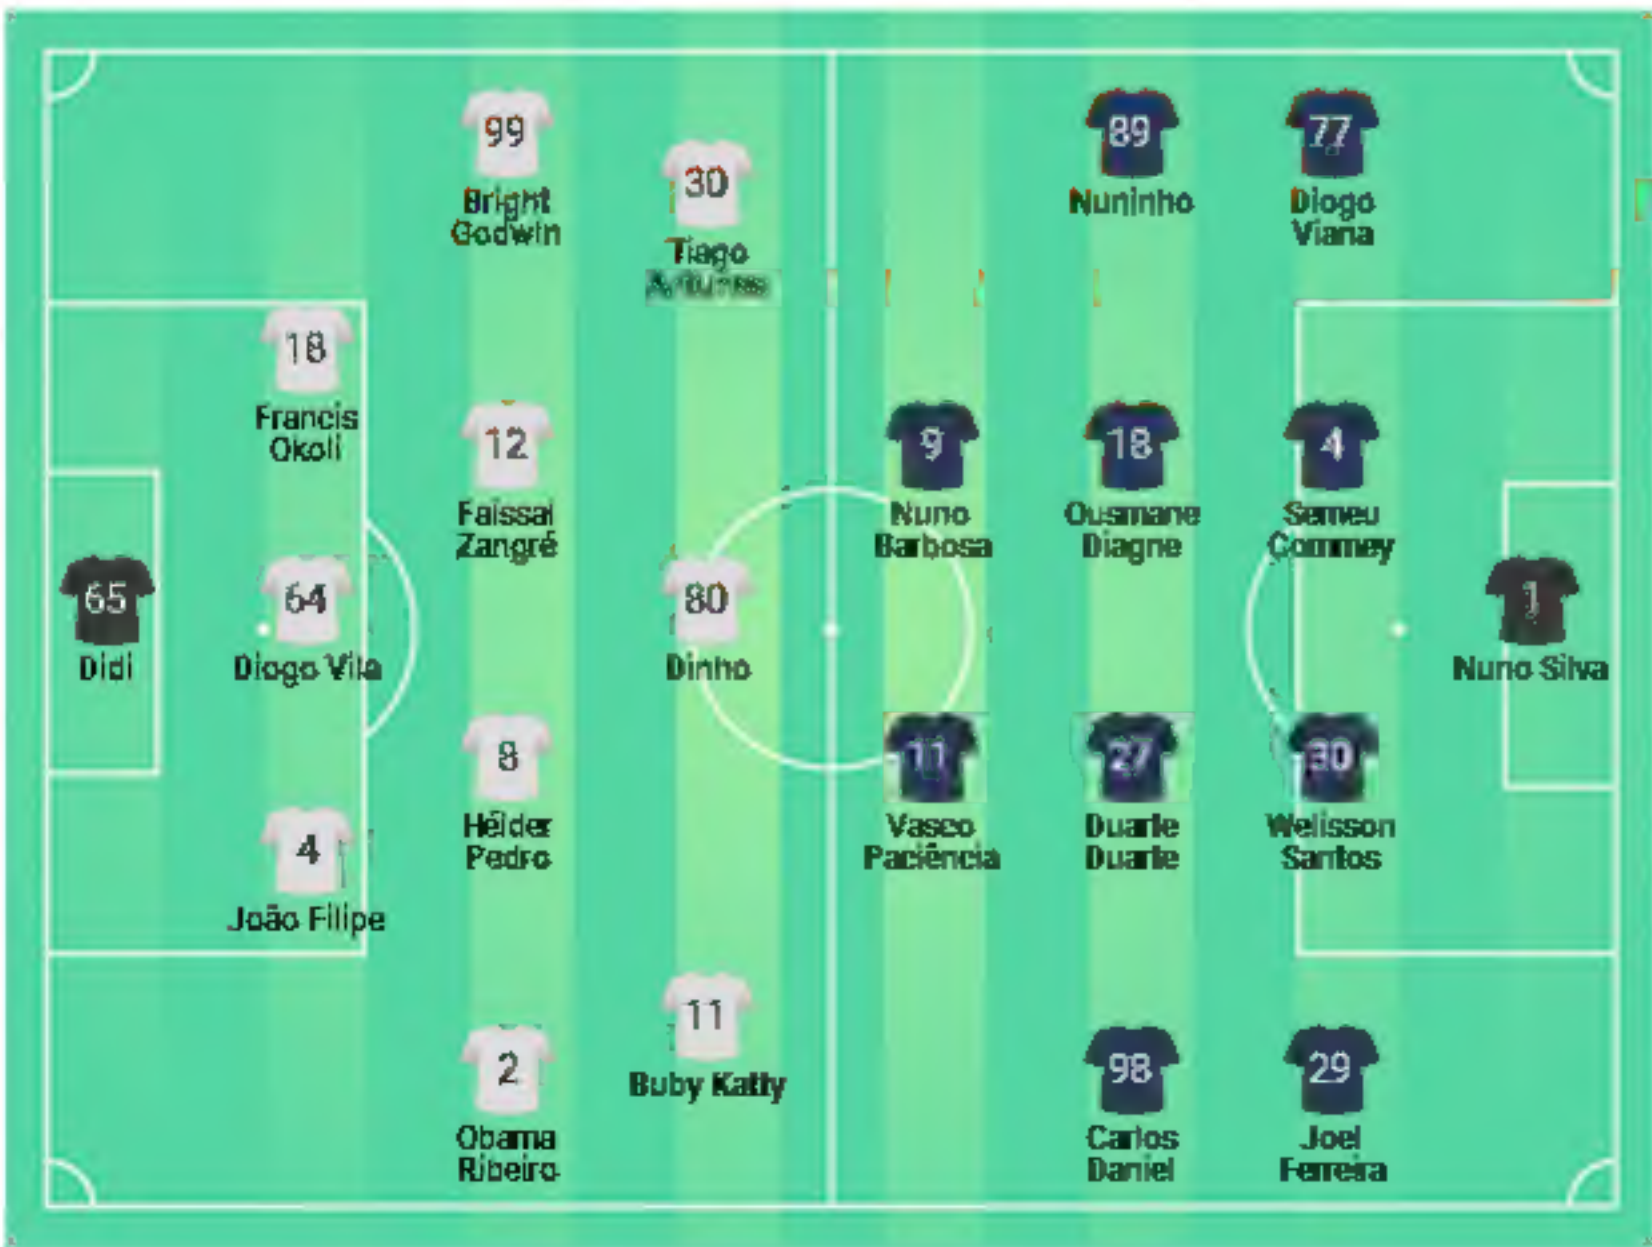 99
Bright
Godwin
30
Tiago
18
Francis
Okoli
12
Faissal
Zangré
65
Didi
64
Diogo Vila
80
Dinho
8
Hélder
Pedro
4
João Filipe
2
Obama
Ribeiro
11
Buby Katty
89
Nuninho
77
Diogo
Viana
9
Nuno
Barbosa
18
Ousmane
Diagne
4
Semeu
Commey
1
Nuno Silva
11
Vasco
Paciência
27
Duarte
Duarte
30
Welisson
Santos
98
Carlos
Daniel
29
Joel
Ferreira